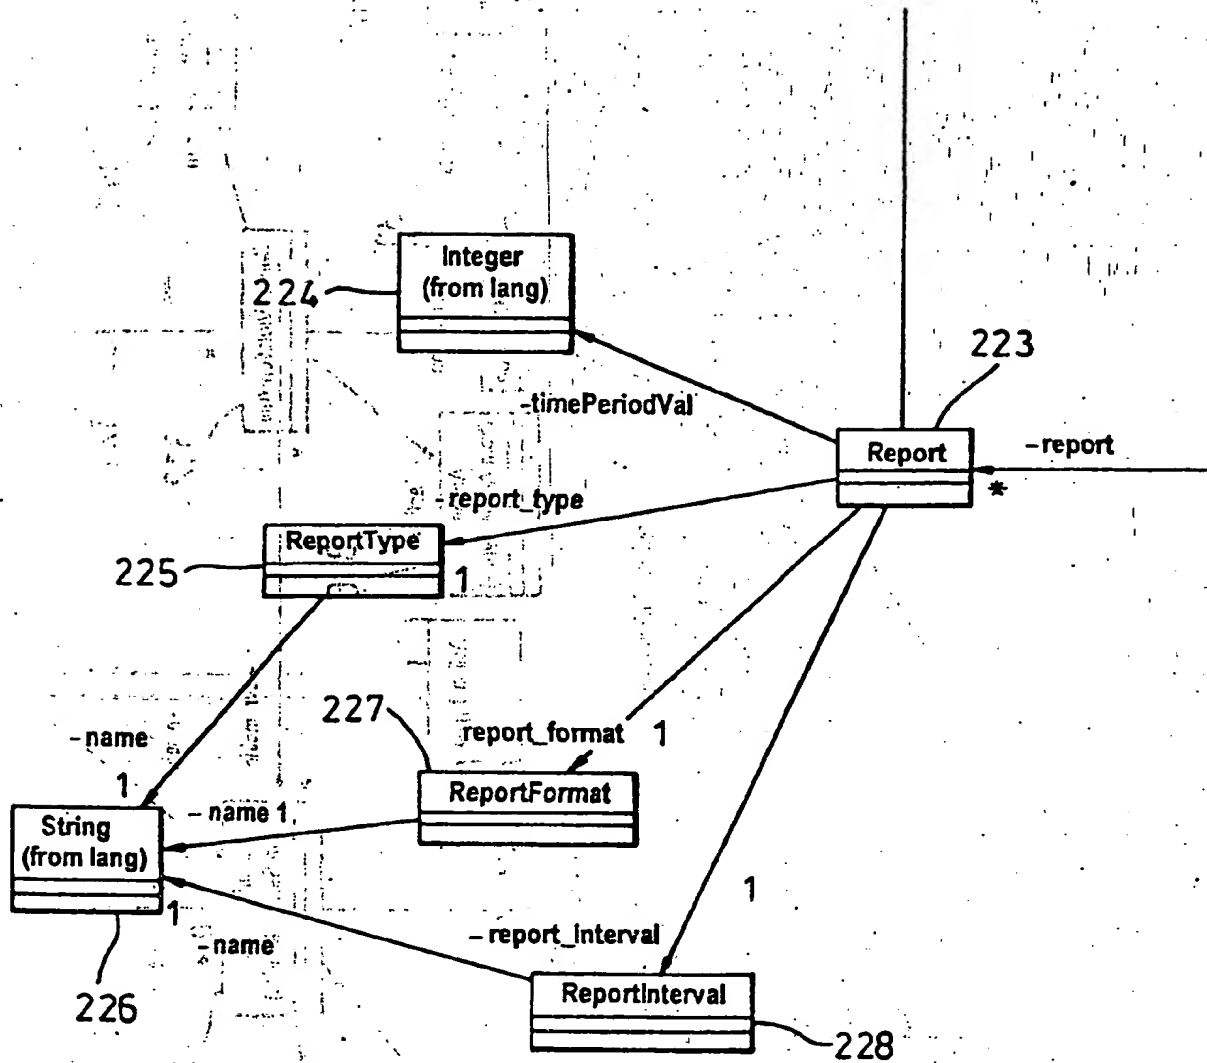 Integer
(from lang)
224
223
-timePeriodVal
Report
-report
*
-report_type
ReportType
225
1
227
report_format
1
-name
1
ReportFormat
-name 1
String
(from lang)
1
1
-report_interval
-name
ReportInterval
226
228